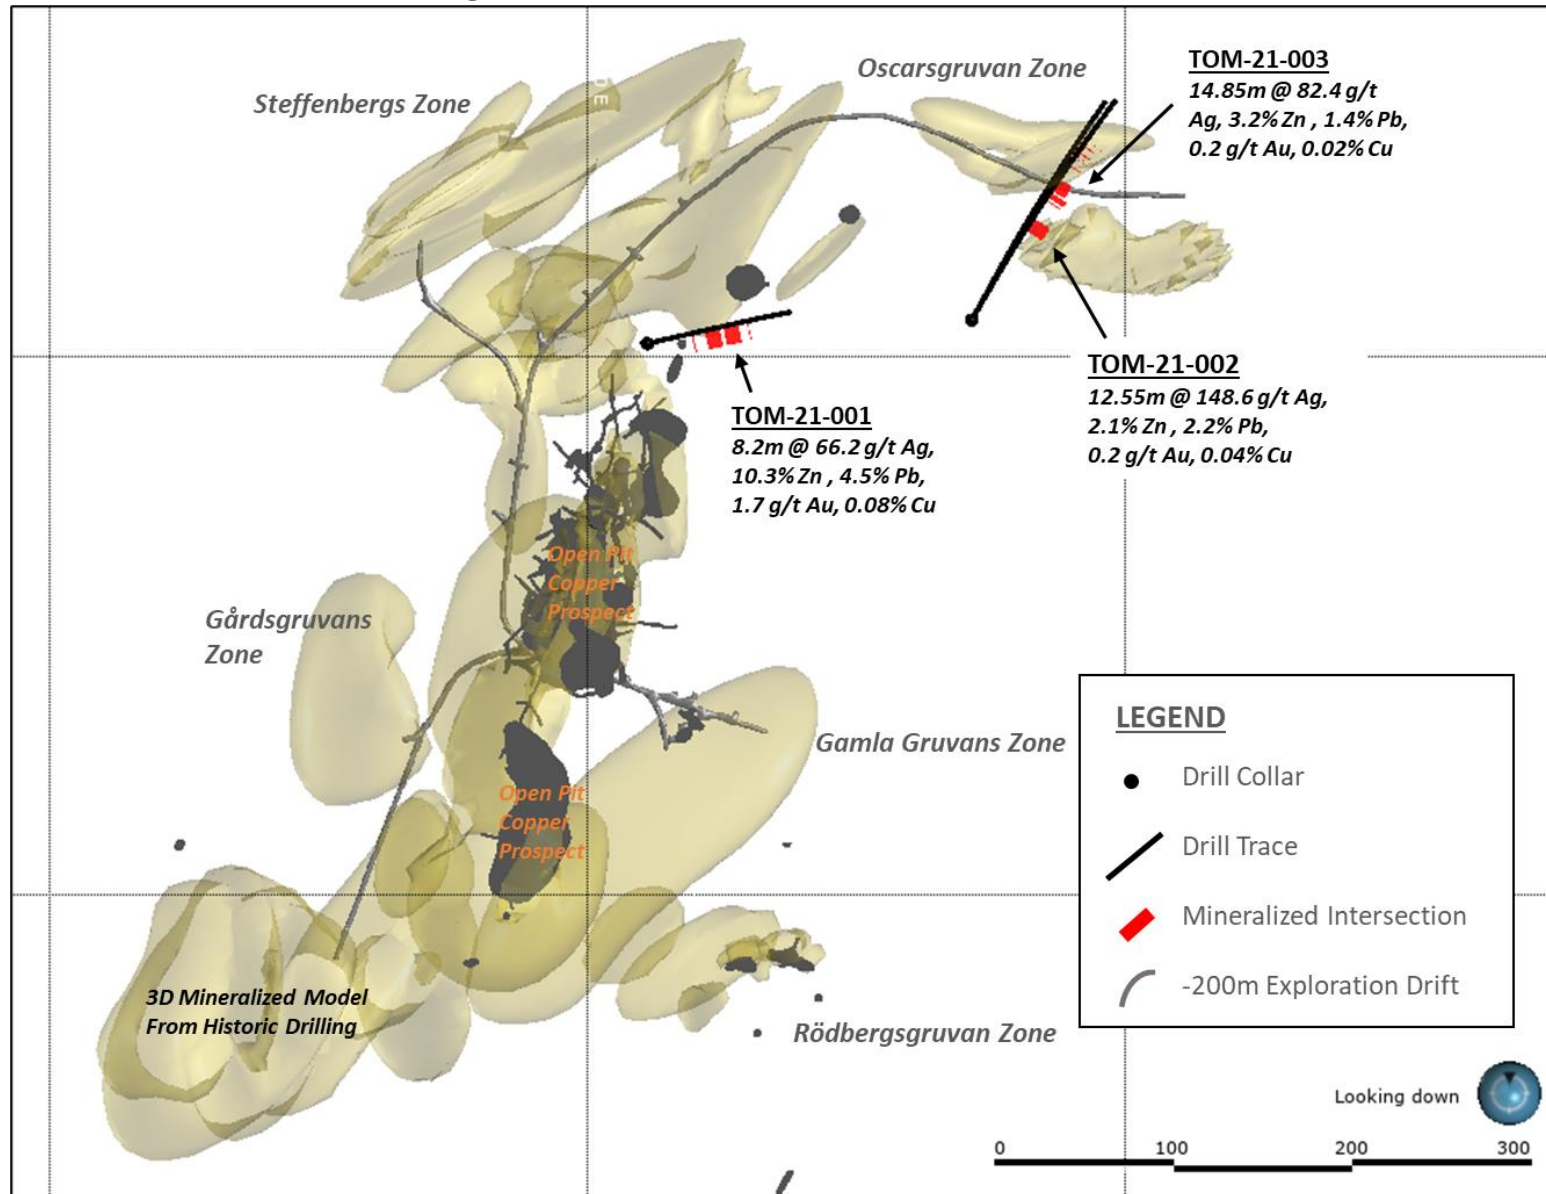 Steffenbergs Zone
Oscarsgruvan Zone
TOM-21-003
14.85m @ 82.4 g/t
Ag, 3.2% Zn , 1.4% Pb,
0.2 g/t Au, 0.02% Cu
TOM-21-002
12.55m @ 148.6 g/t Ag,
2.1% Zn , 2.2% Pb,
0.2 g/t Au, 0.04% Cu
TOM-21-001
8.2m @ 66.2 g/t Ag,
10.3% Zn , 4.5% Pb,
1.7 g/t Au, 0.08% Cu
Open Pit
Copper
Prospect
Gårdsgruvans
Zone
Gamla Gruvans Zone
Open Pit
Copper
Prospect
3D Mineralized Model
From Historic Drilling
Rödbergsgruvan Zone
LEGEND
Drill Collar
Drill Trace
Mineralized Intersection
-200m Exploration Drift
Looking down
0 100 200 300